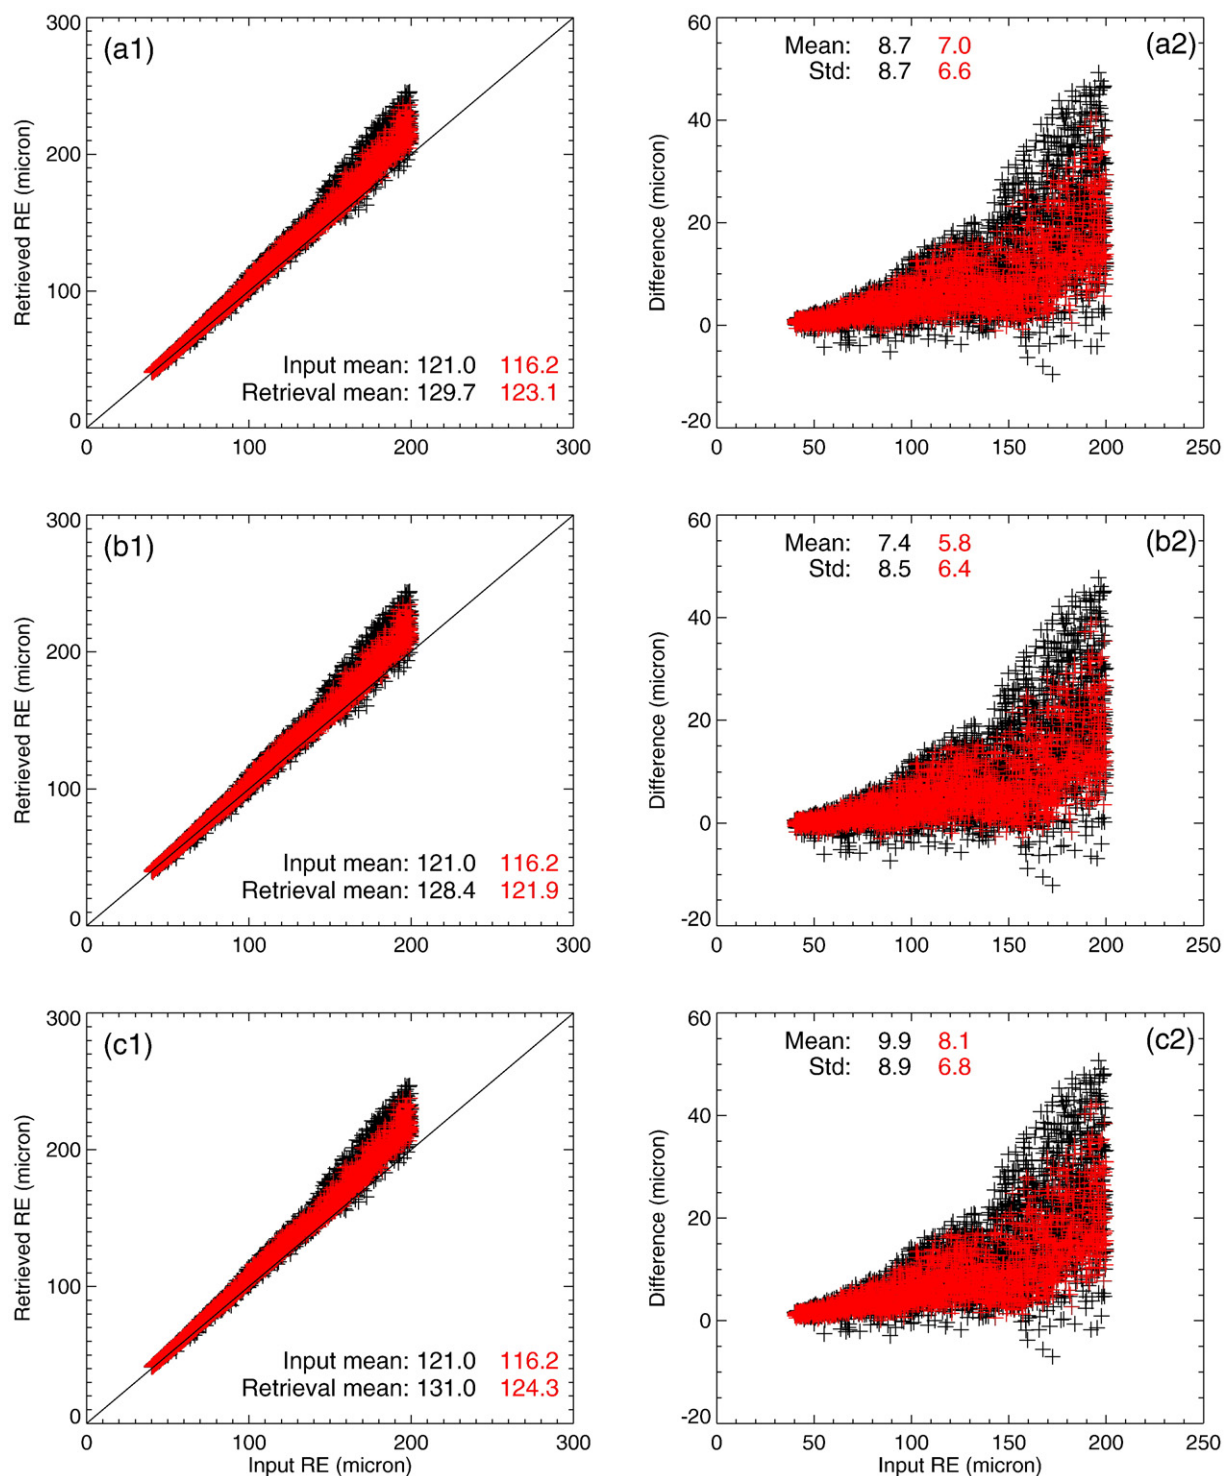 300
200
100
0
Retrieved RE (micron)
(a1)
Input mean: 121.0 116.2
Retrieval mean: 129.7 123.1
0 100 200 300
60
40
20
0
-20
Difference (micron)
Mean: 8.7 7.0
Std: 8.7 6.6
(a2)
0 50 100 150 200 250
300
200
100
0
Retrieved RE (micron)
(b1)
Input mean: 121.0 116.2
Retrieval mean: 128.4 121.9
0 100 200 300
60
40
20
0
-20
Difference (micron)
Mean: 7.4 5.8
Std: 8.5 6.4
(b2)
0 50 100 150 200 250
300
200
100
0
Retrieved RE (micron)
(c1)
Input mean: 121.0 116.2
Retrieval mean: 131.0 124.3
0 100 200 300
Input RE (micron)
60
40
20
0
-20
Difference (micron)
Mean: 9.9 8.1
Std: 8.9 6.8
(c2)
0 50 100 150 200 250
Input RE (micron)